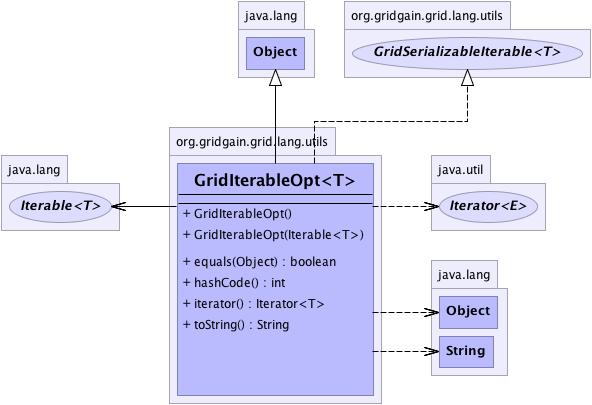 java.lang
Object
org.gridgain.grid.lang.utils
GridSerializableIterable<T>
org.gridgain.grid.lang.utils
GridIterableOpt<T>
+ GridIterableOpt()
+ GridIterableOpt(Iterable<T>)
+ equals(Object) : boolean
+ hashCode() : int
+ iterator() : Iterator<T>
+ toString() : String
java.lang
Iterable<T>
java.util
Iterator<E>
java.lang
Object
String